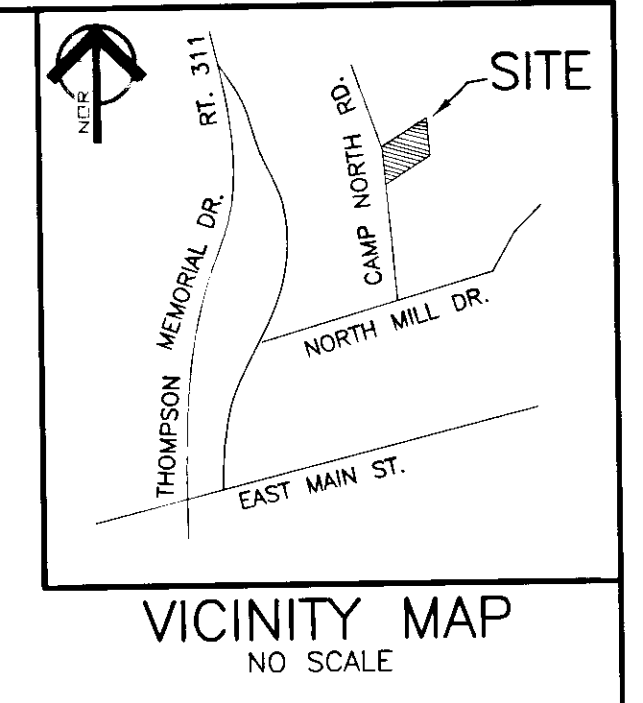 NOR
RT. 311
SITE
CAMP NORTH RD.
THOMPSON MEMORIAL DR.
NORTH MILL DR.
EAST MAIN ST.
VICINITY MAP
NO SCALE